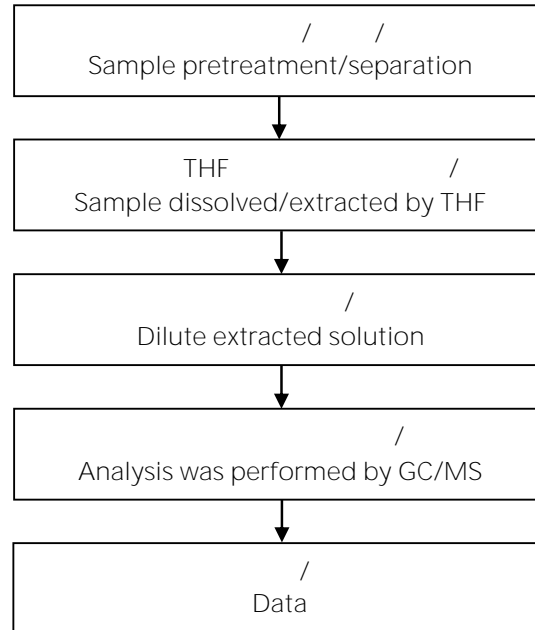 / /
Sample pretreatment/separation
THF /
Sample dissolved/extracted by THF
/
Dilute extracted solution
/
Analysis was performed by GC/MS
/
Data